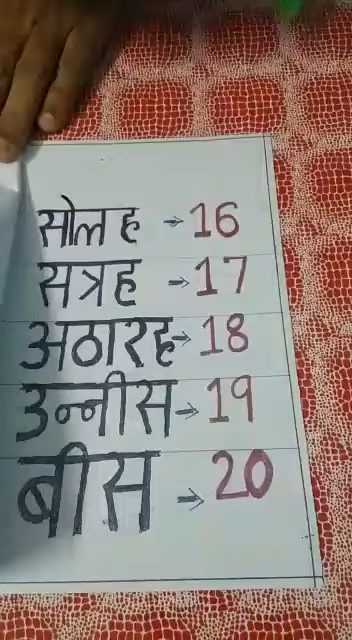 सोलह → 16
सत्रह → 17
अठारह → 18
उन्नीस → 19
बीस → 20